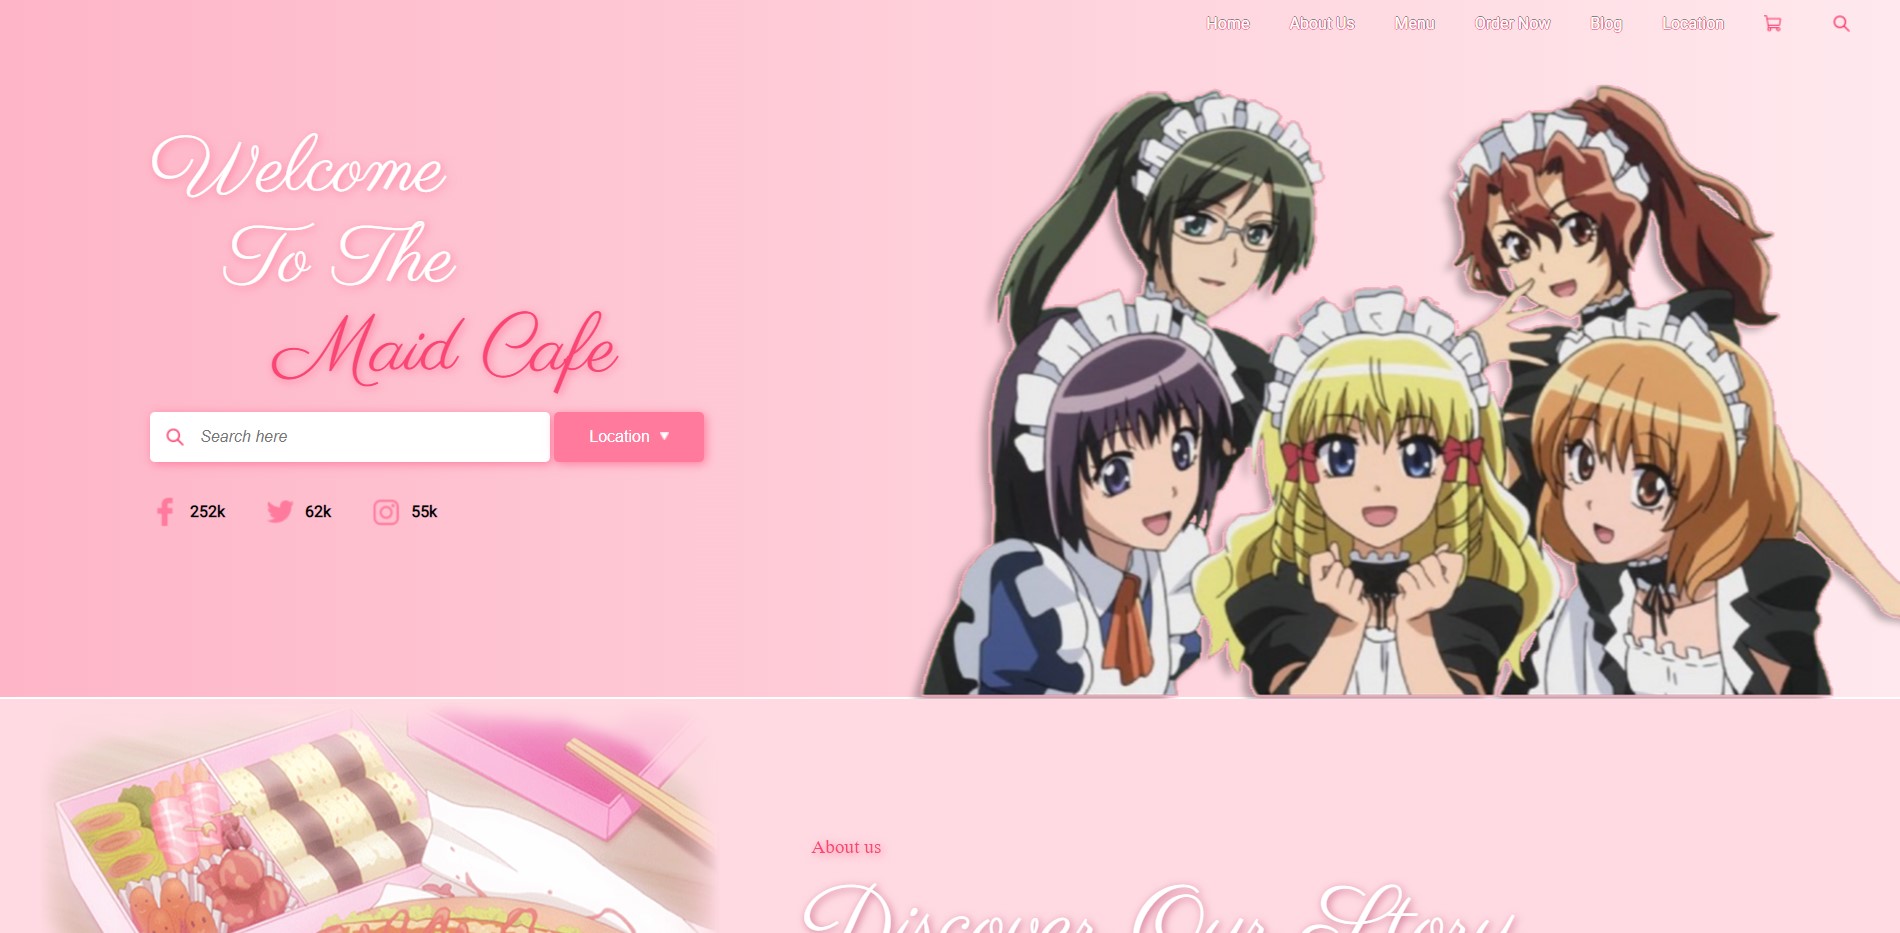 Home About Us Menu Order Now Blog Location
Welcome
To The
Maid Cafe
Search here Location
252k 62k 55k
About us
Discover Our Story